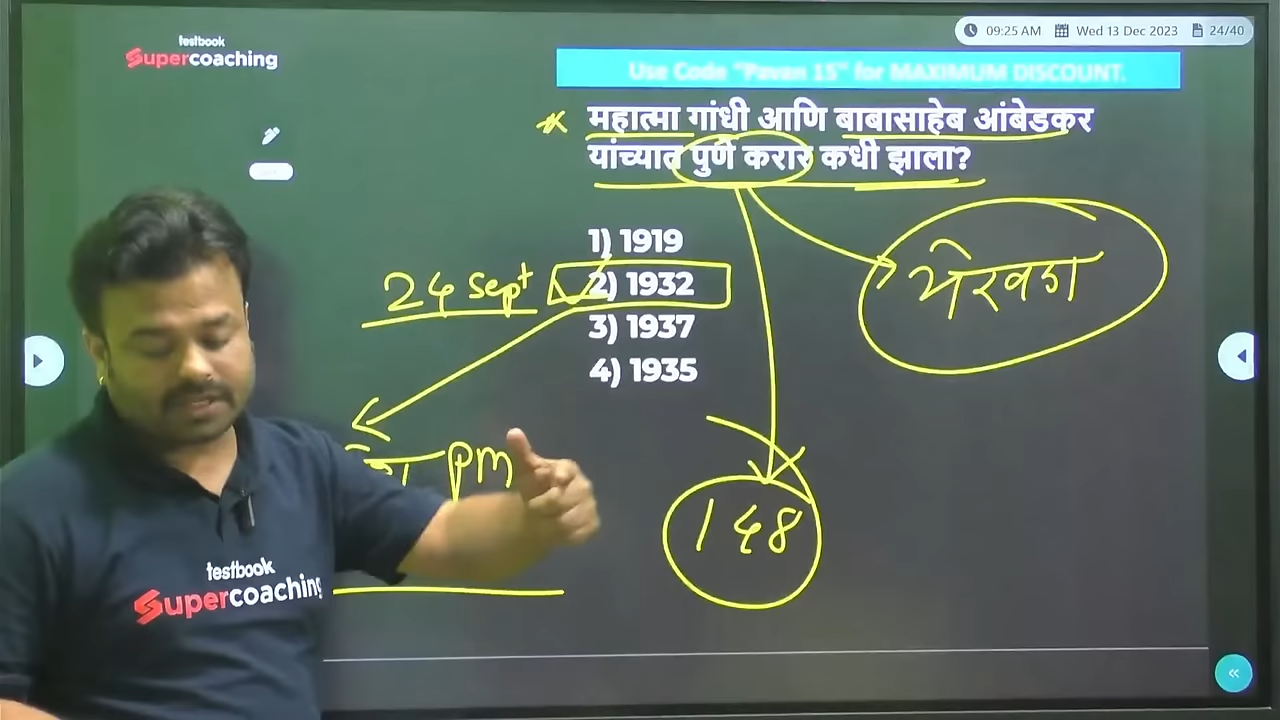 testbook
Supercoaching
09:25 AM Wed 13 Dec 2023 24/40
Use Code "Pavan 15" for MAXIMUM DISCOUNT.
महात्मा गांधी आणि बाबासाहेब आंबेडकर
यांच्यात पुणे करार कधी झाला?
1) 1919
24 Sept 2) 1932
3) 1937
4) 1935
येरवडा
pm
148
testbook
Supercoaching